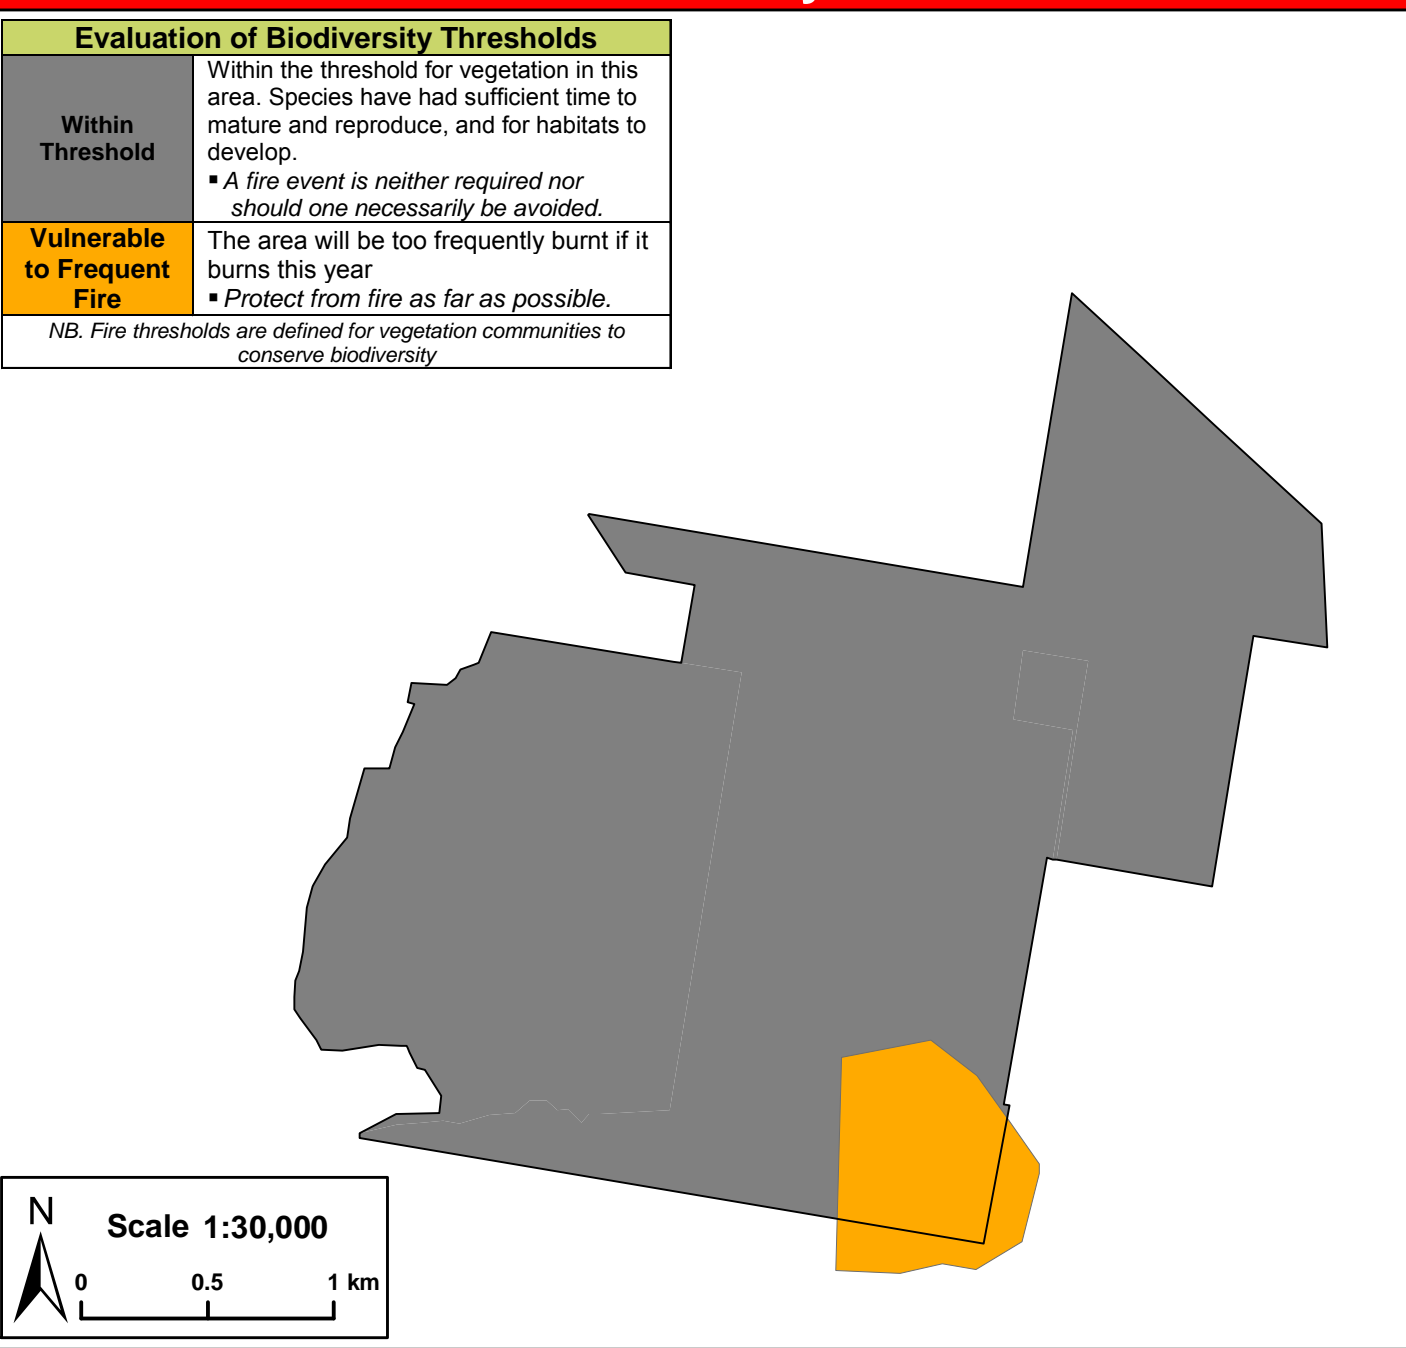 Evaluation of Biodiversity Thresholds
Within
Threshold
Within the threshold for vegetation in this
area. Species have had sufficient time to
mature and reproduce, and for habitats to
develop.
▪ A fire event is neither required nor
should one necessarily be avoided.
Vulnerable
to Frequent
Fire
The area will be too frequently burnt if it
burns this year
▪ Protect from fire as far as possible.
NB. Fire thresholds are defined for vegetation communities to
conserve biodiversity
N
Scale 1:30,000
0 0.5 1 km